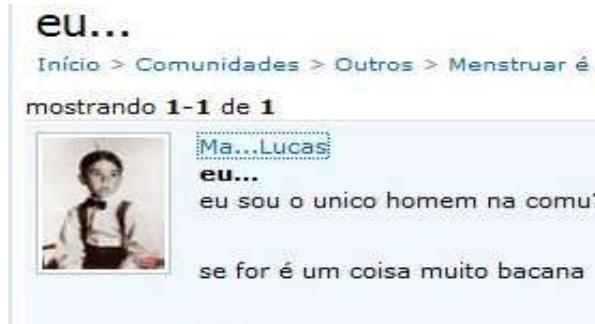 eu...
Início > Comunidades > Outros > Menstruar é
mostrando 1-1 de 1
Ma...Lucas
eu...
eu sou o unico homem na comu?
se for é um coisa muito bacana